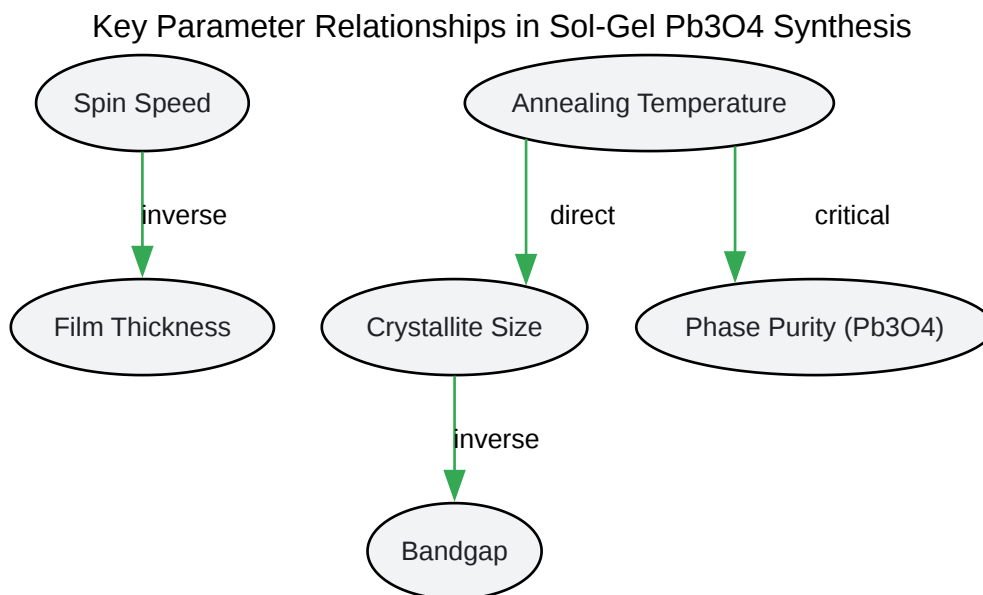 Key Parameter Relationships in Sol-Gel Pb3O4 Synthesis
Spin Speed
Annealing Temperature
inverse
direct
critical
Film Thickness
Crystallite Size
Phase Purity (Pb3O4)
inverse
Bandgap